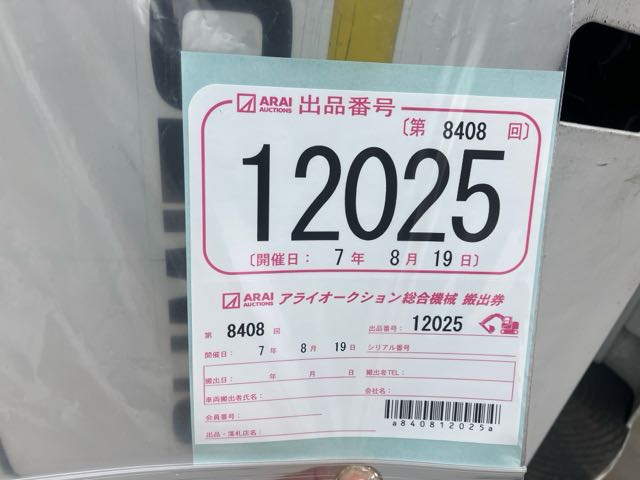 ARAI AUCTIONS 出品番号
〔第 8408 回〕
12025
〔開催日: 7年 8月 19日〕
ARAI AUCTIONS アライオークション総合機械 搬出券
第 8408 回 出品番号: 12025
開催日: 7年 8月 19日 シリアル番号
搬出日: 年 月 日 搬出者TEL:
車両搬出者氏名: 会社名:
会員番号:
a840812025a
出品・落札店名: